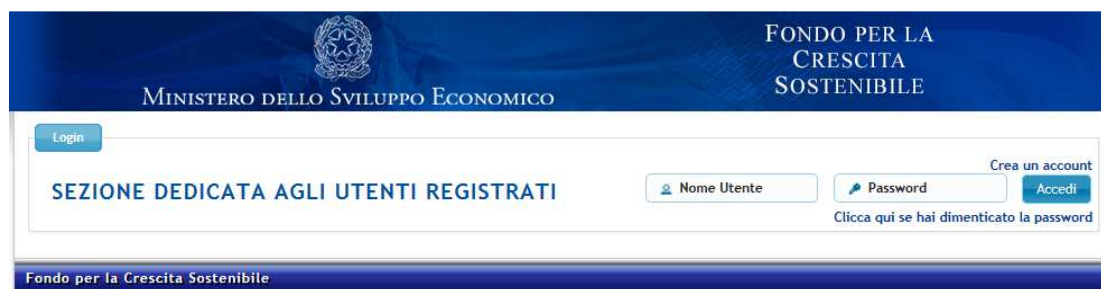 MINISTERO DELLO SVILUPPO ECONOMICO
FONDO PER LA
CRESCITA
SOSTENIBILE
Login
Crea un account
SEZIONE DEDICATA AGLI UTENTI REGISTRATI
Nome Utente
Password
Accedi
Clicca qui se hai dimenticato la password
Fondo per la Crescita Sostenibile